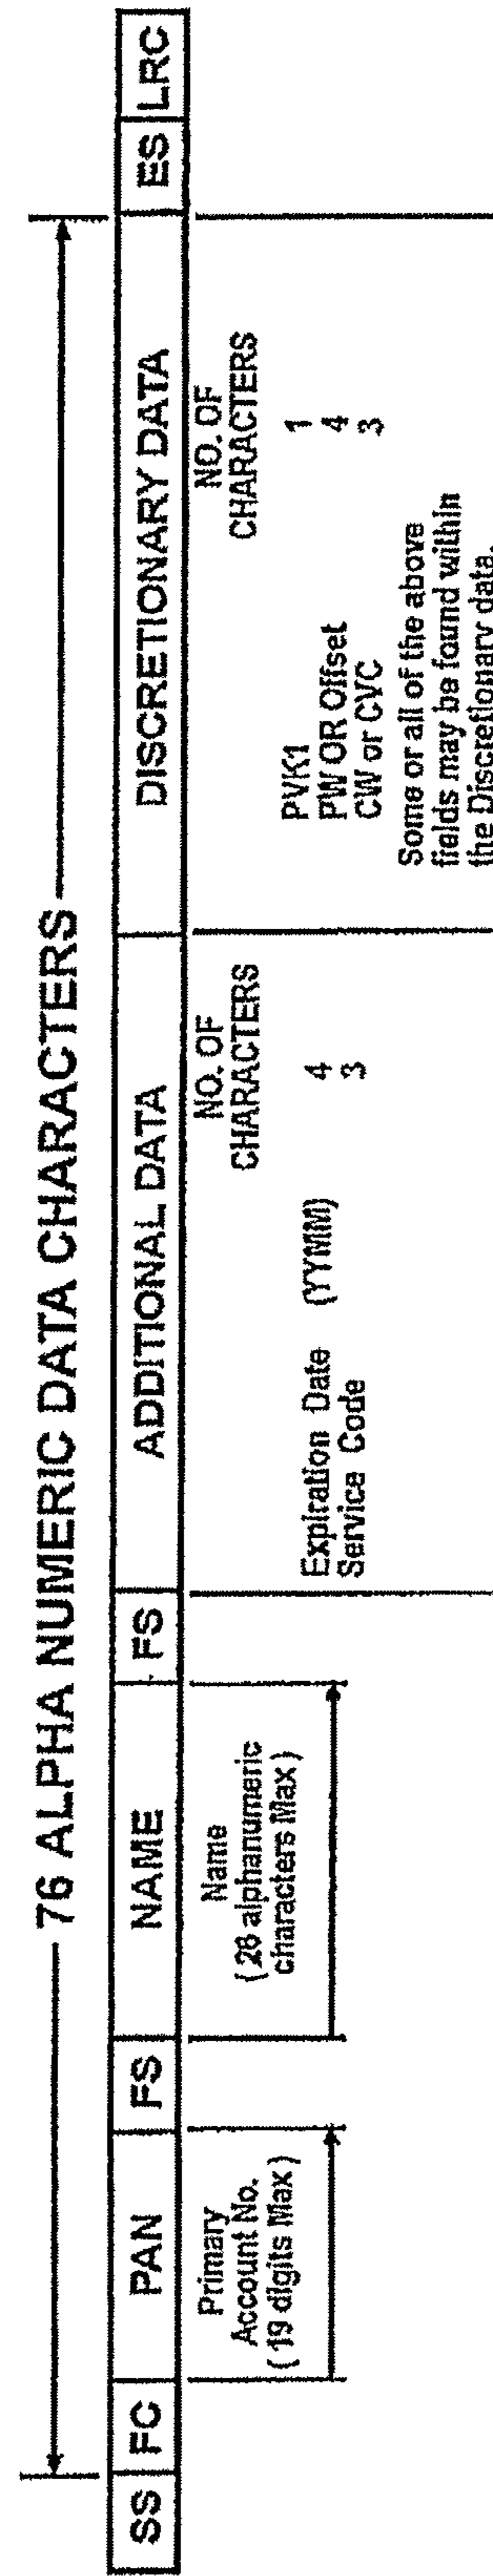 76 ALPHA NUMERIC DATA CHARACTERS
SS FC PAN FS NAME FS ADDITIONAL DATA DISCRETIONARY DATA ES LRC
Primary
Account No.
(19 digits Max)
Name
(26 alphanumeric
characters Max)
NO. OF
CHARACTERS
Expiration Date (YYMM) 4
Service Code 3
NO. OF
CHARACTERS
PVK1 1
PW OR Offset 4
CW or CVC 3
Some or all of the above
fields may be found within
the Discretionary data.